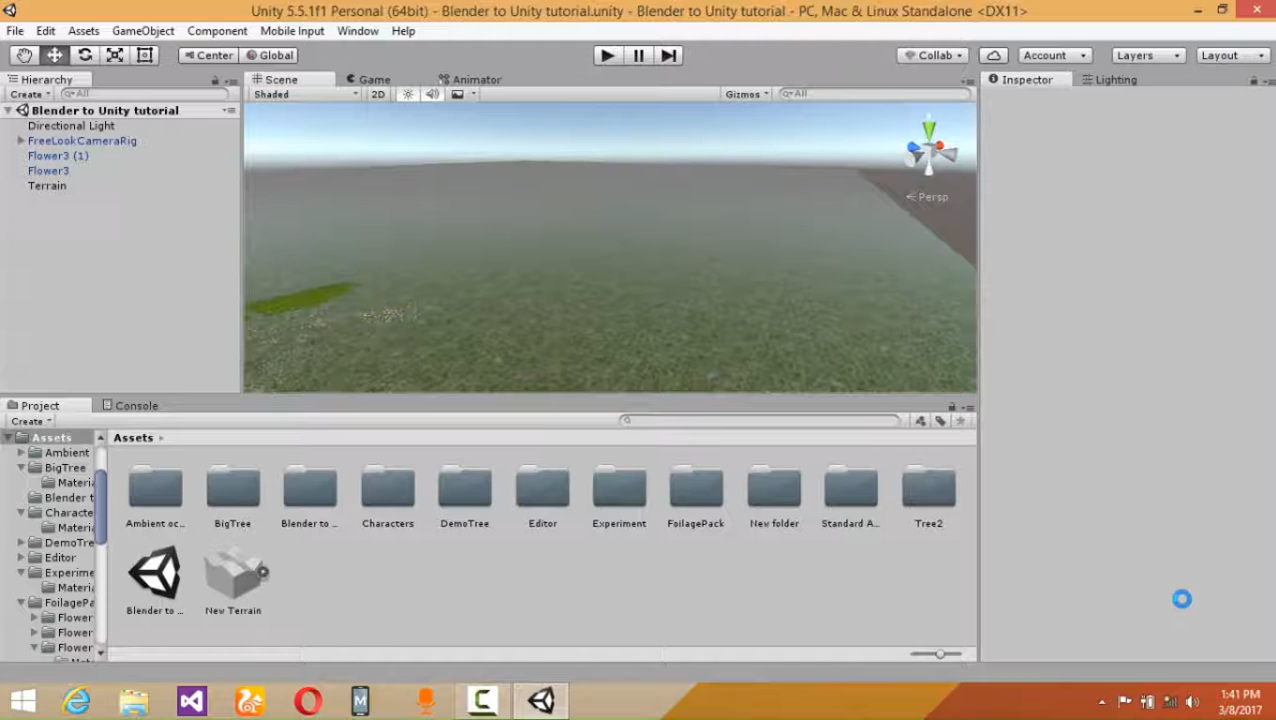 Unity 5.5.1f1 Personal (64bit) - Blender to Unity tutorial.unity - Blender to Unity tutorial - PC, Mac & Linux Standalone <DX11>
File Edit Assets GameObject Component Mobile Input Window Help
Center Global Collab Account Layers Layout
Hierarchy Scene Game Animator Inspector Lighting
Create All Shaded 2D Gizmos All
Blender to Unity tutorial
Directional Light
FreeLookCameraRig
Flower3 (1)
Flower3
Terrain
Persp
Project Console
Create
Assets Assets
Ambient
BigTree
Materia
Blender t
Characte
Materia
DemoTre
Editor
Experime
Materia
FoilagePa
Flower
Flower
Flower
Ambient oc... BigTree Blender to ... Characters DemoTree Editor Experiment FoilagePack New folder Standard A... Tree2
Blender to ... New Terrain
1:41 PM
3/8/2017